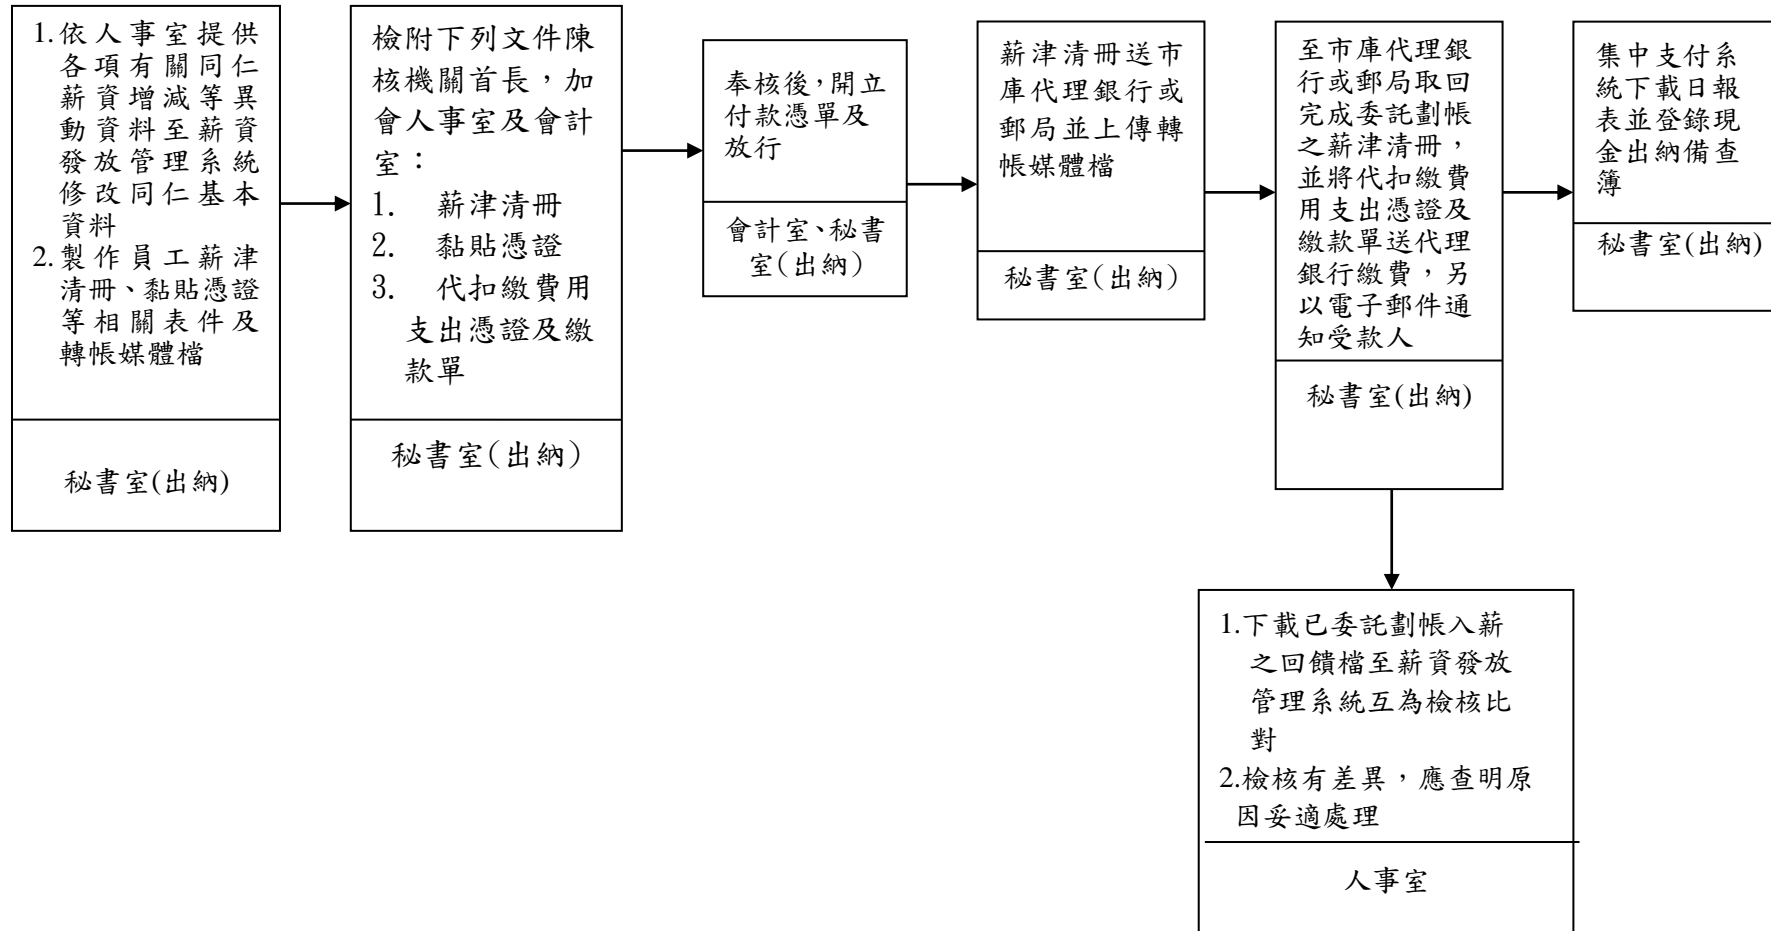 1.依人事室提供
各項有關同仁
薪資增減等異
動資料至薪資
發放管理系統
修改同仁基本
資料
2.製作員工薪津
清冊、黏貼憑證
等相關表件及
轉帳媒體檔
秘書室(出納)
檢附下列文件陳
核機關首長，加
會人事室及會計
室：
1. 薪津清冊
2. 黏貼憑證
3. 代扣繳費用
支出憑證及繳
款單
秘書室(出納)
奉核後，開立
付款憑單及
放行
會計室、秘書
室(出納)
薪津清冊送市
庫代理銀行或
郵局並上傳轉
帳媒體檔
秘書室(出納)
至市庫代理銀
行或郵局取回
完成委託劃帳
之薪津清冊，
並將代扣繳費
用支出憑證及
繳款單送代理
銀行繳費，另
以電子郵件通
知受款人
秘書室(出納)
集中支付系
統下載日報
表並登錄現
金出納備查
簿
秘書室(出納)
1.下載已委託劃帳入薪
之回饋檔至薪資發放
管理系統互為檢核比
對
2.檢核有差異，應查明原
因妥適處理
人事室